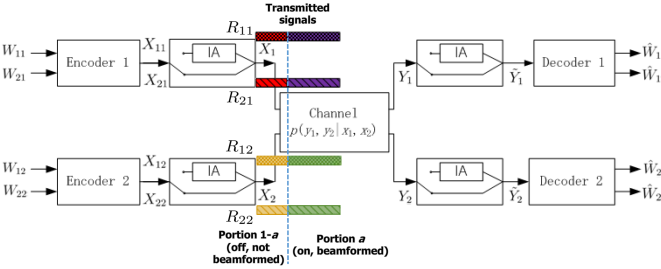 Transmitted
signals
R₁₁
W₁₁
W₂₁
Encoder 1
X₁₁
X₂₁
IA
X₁
R₂₁
Channel
p(y₁, y₂|x₁, x₂)
Y₁
IA
Ỹ₁
Decoder 1
Ŵ₁
Ŵ₁
R₁₂
W₁₂
W₂₂
Encoder 2
X₁₂
X₂₂
IA
X₂
R₂₂
Y₂
IA
Ỹ₂
Decoder 2
Ŵ₂
Ŵ₂
Portion 1-a
(off, not
beamformed)
Portion a
(on, beamformed)